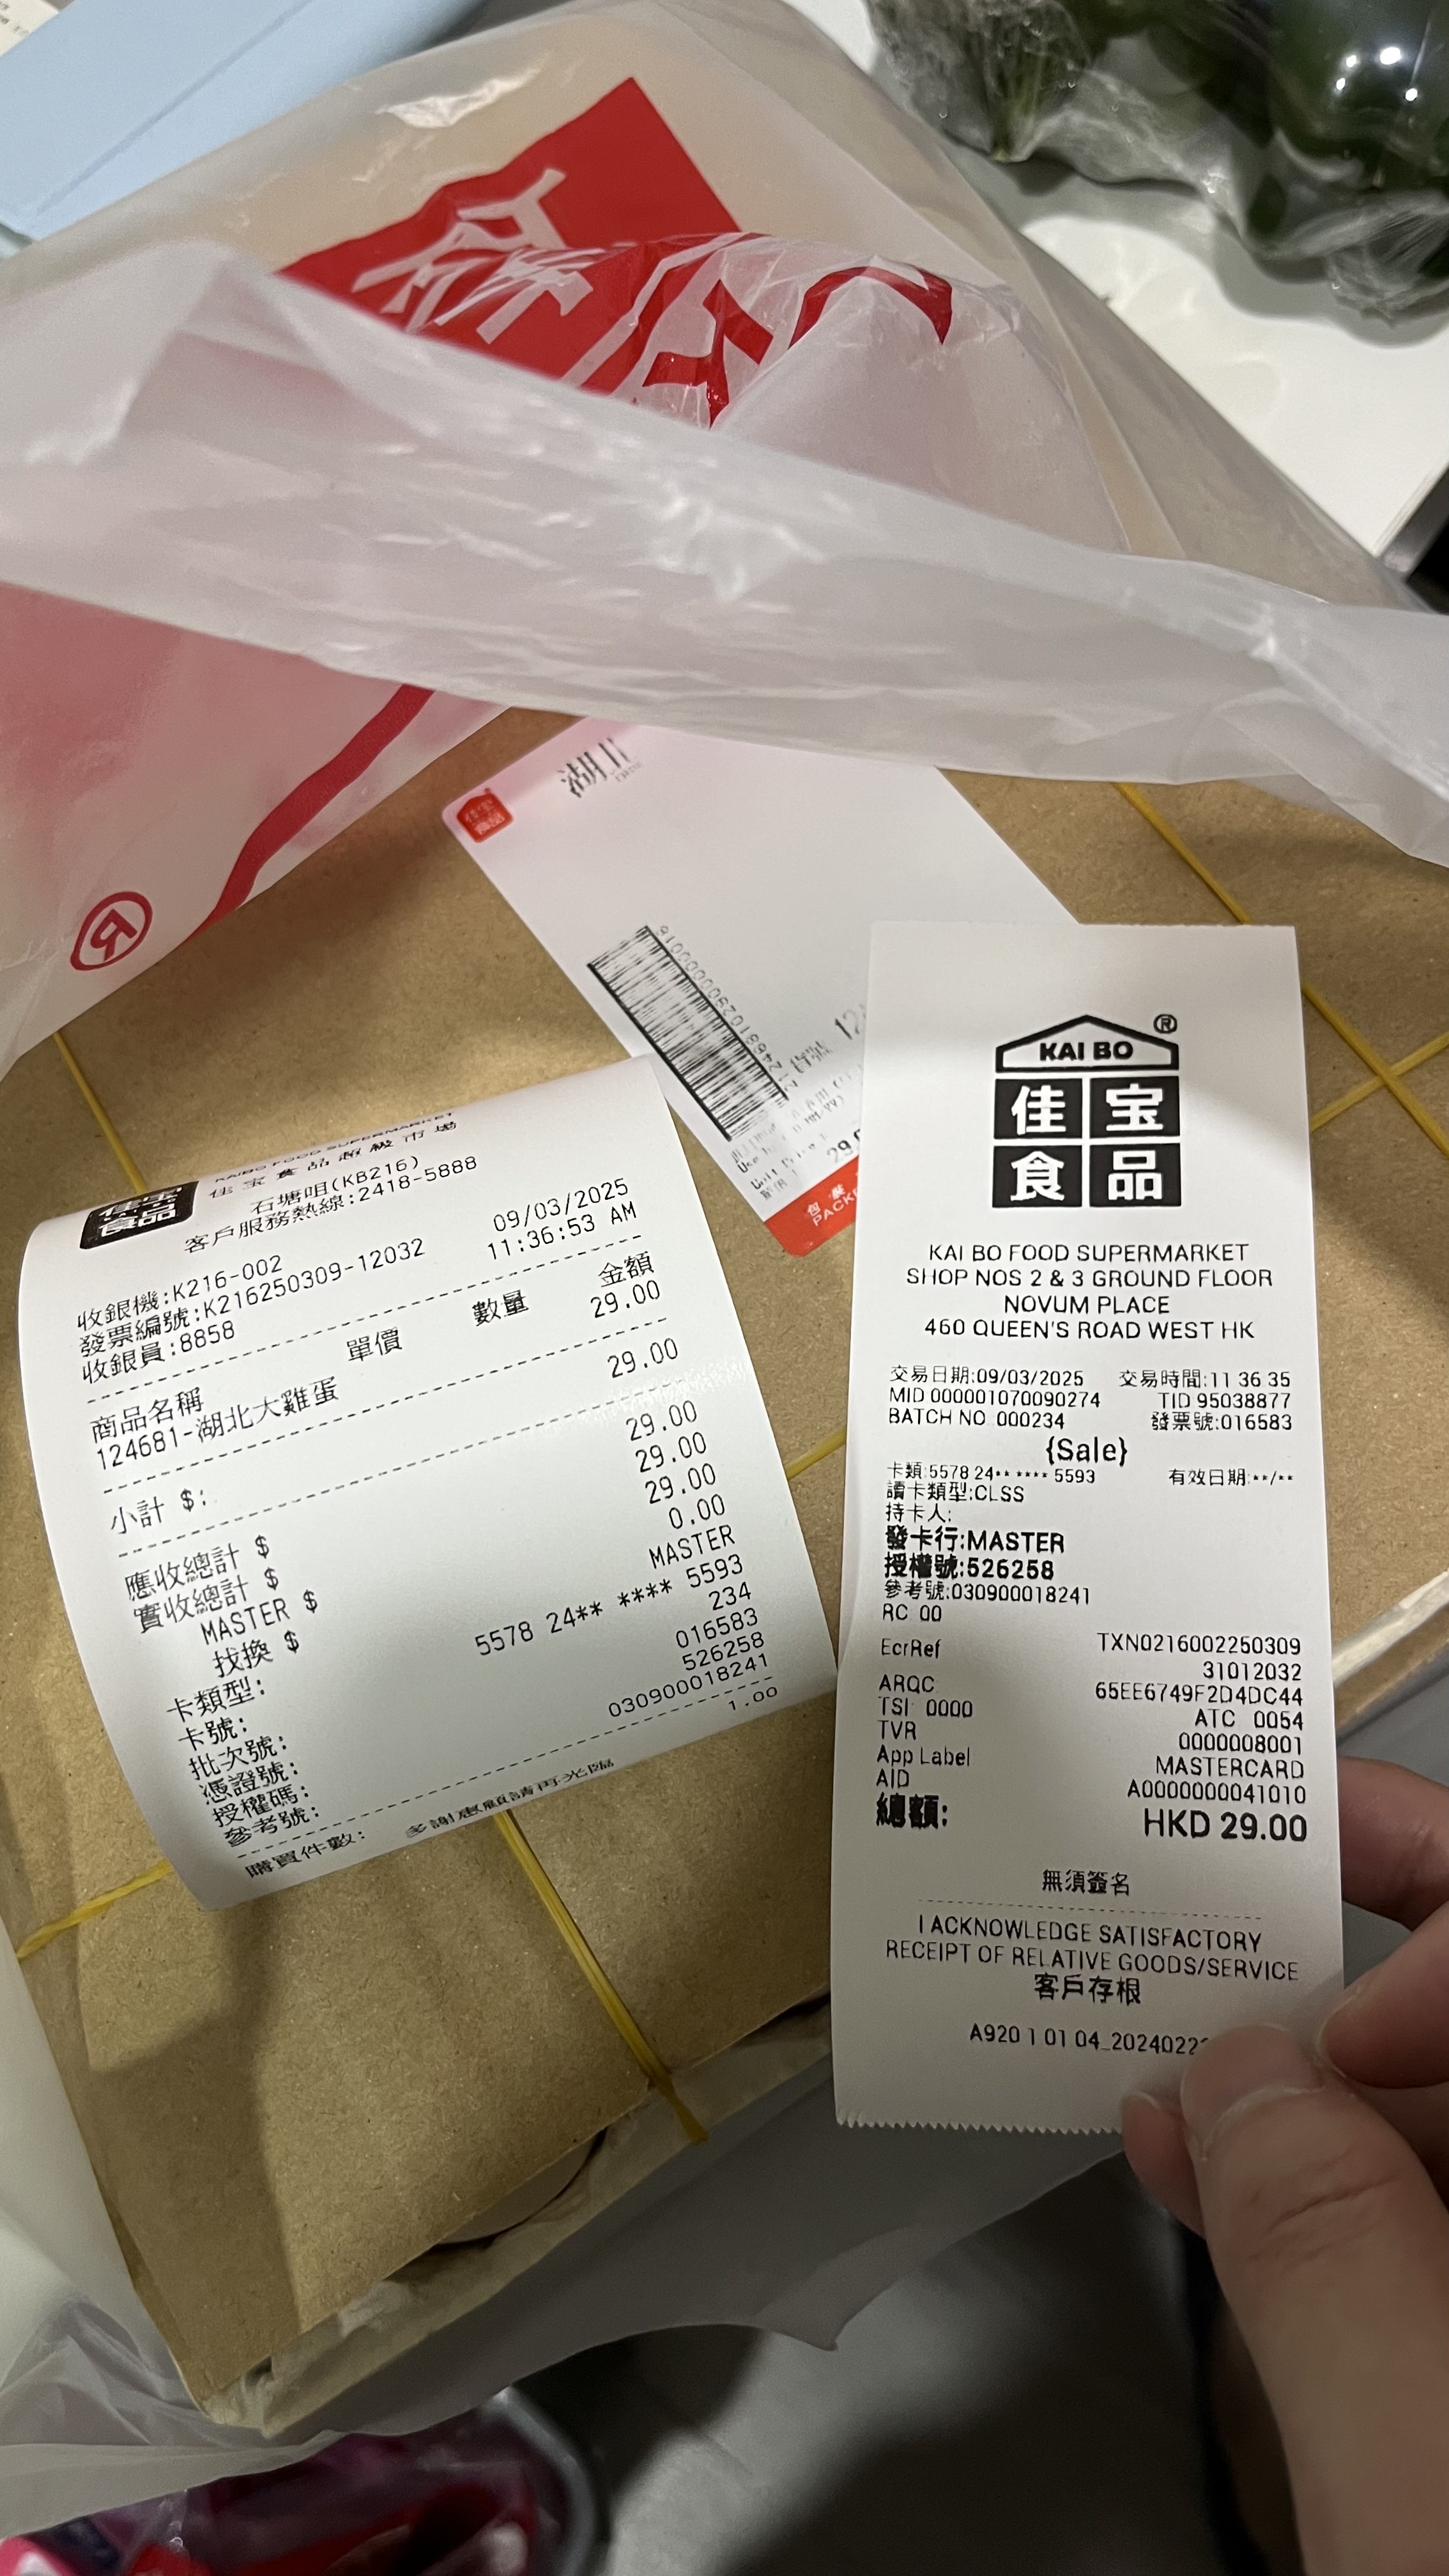 ®
湖北
貨號
29.0
包裝
PACK
KAIBO FOOD SUPERMARKET
佳宝
食品
佳宝食品超級市場
石塘咀(KB216)
客戶服務熱線:2418-5888
收銀機:K216-002 09/03/2025
發票編號:K216250309-12032 11:36:53 AM
收銀員:8858
商品名稱 單價 數量 金額
124681-湖北大雞蛋 29.00
小計 $: 29.00
應收總計 $ 29.00
實收總計 $ 29.00
MASTER $ 29.00
找換 $ 0.00
卡類型: MASTER
卡號: 5578 24** **** 5593
批次號: 234
憑證號: 016583
授權碼: 526258
參考號: 030900018241
購買件數: 1.00
多謝惠顧請再光臨
KAI BO ®
佳宝
食品
KAI BO FOOD SUPERMARKET
SHOP NOS 2 & 3 GROUND FLOOR
NOVUM PLACE
460 QUEEN'S ROAD WEST HK
交易日期:09/03/2025 交易時間:11 36 35
MID 000001070090274 TID 95038877
BATCH NO 000234 發票號:016583
{Sale}
卡類:5578 24** **** 5593 有效日期:**/**
讀卡類型:CLSS
持卡人:
發卡行:MASTER
授權號:526258
參考號:030900018241
RC 00
EcrRef TXN0216002250309
31012032
ARQC 65EE6749F2D4DC44
TSI 0000 ATC 0054
TVR 0000008001
App Label MASTERCARD
AID A0000000041010
總額: HKD 29.00
無須簽名
I ACKNOWLEDGE SATISFACTORY
RECEIPT OF RELATIVE GOODS/SERVICE
客戶存根
A920 1 01 04_2024022